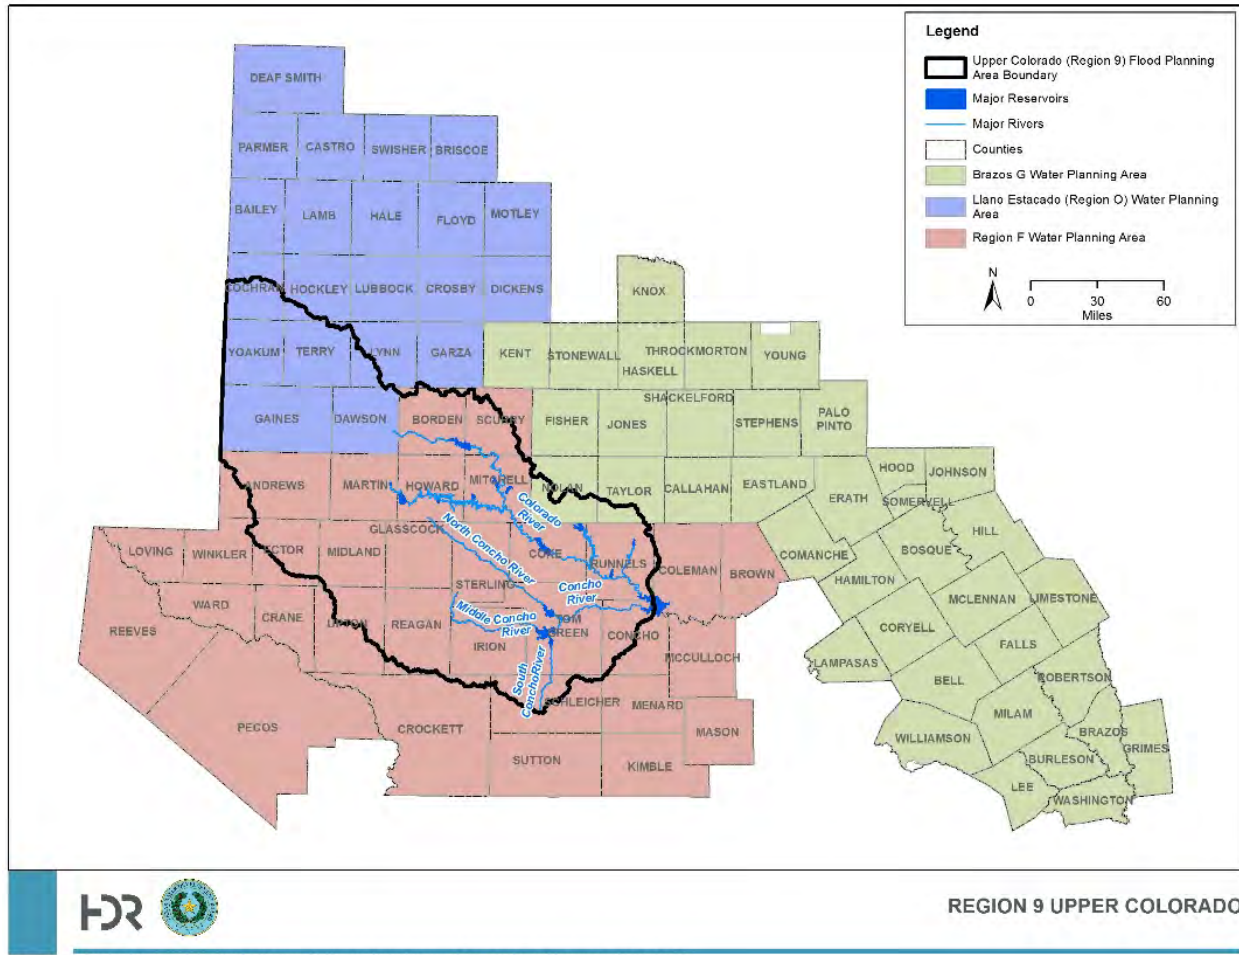 Legend
Upper Colorado (Region 9) Flood Planning
Area Boundary
Major Reservoirs
Major Rivers
Counties
Brazos G Water Planning Area
Llano Estacado (Region O) Water Planning
Area
Region F Water Planning Area
N
0 30 60
Miles
DEAF SMITH
PARMER CASTRO SWISHER BRISCOE
BAILEY LAMB HALE FLOYD MOTLEY
COCHRAN HOCKLEY LUBBOCK CROSBY DICKENS
KNOX
YOAKUM TERRY LYNN GARZA KENT STONEWALL HASKELL THROCKMORTON YOUNG
GAINES DAWSON BORDEN SCURRY FISHER JONES SHACKELFORD STEPHENS PALO
PINTO
ANDREWS MARTIN HOWARD MITCHELL NOLAN TAYLOR CALLAHAN EASTLAND ERATH HOOD JOHNSON
SOMERVELL
HILL
Colorado
River
LOVING WINKLER ECTOR MIDLAND GLASSCOCK North Concho River COKE RUNNELS COLEMAN BROWN COMANCHE BOSQUE
HAMILTON
STERLING
Concho
River
MCLENNAN LIMESTONE
REEVES WARD CRANE UPTON REAGAN Middle Concho
River
IRION TOM
GREEN
CONCHO
MCCULLOCH
CORYELL
FALLS
LAMPASAS
BELL
ROBERTSON
South
Concho River
SCHLEICHER MENARD
MILAM
PECOS CROCKETT SUTTON KIMBLE MASON
WILLIAMSON
BRAZOS
GRIMES
BURLESON
LEE
WASHINGTON
HDR
REGION 9 UPPER COLORADO